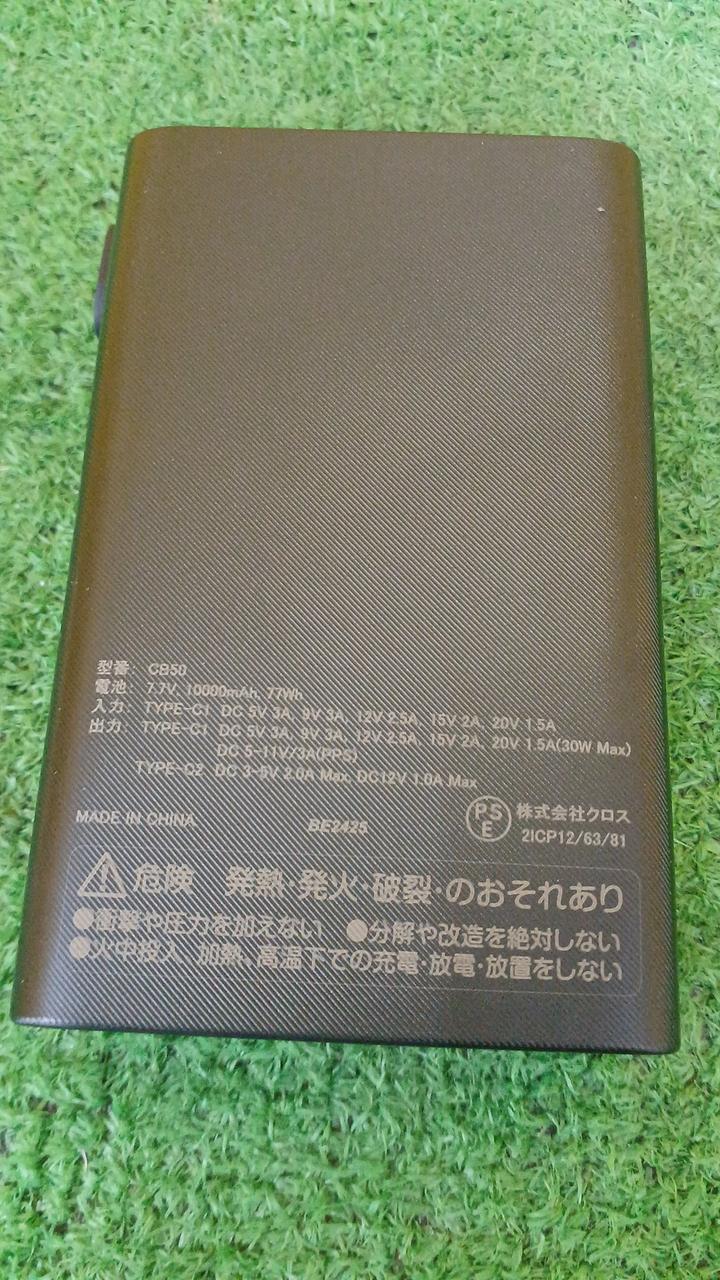 型番: CB50
電池: 7.7V, 10000mAh, 77Wh
入力: TYPE-C1 DC 5V 3A, 9V 3A, 12V 2.5A, 15V 2A, 20V 1.5A
出力: TYPE-C1 DC 5V 3A, 9V 3A, 12V 2.5A, 15V 2A, 20V 1.5A(30W Max)
DC 5-11V/3A(PPS)
TYPE-C2 DC 3-5V 2.0A Max, DC12V 1.0A Max
MADE IN CHINA BE2425 PSE 株式会社クロス
2ICP12/63/81
危険 発熱・発火・破裂・のおそれあり
●衝撃や圧力を加えない ●分解や改造を絶対しない
●火中投入、加熱、高温下での充電・放電・放置をしない